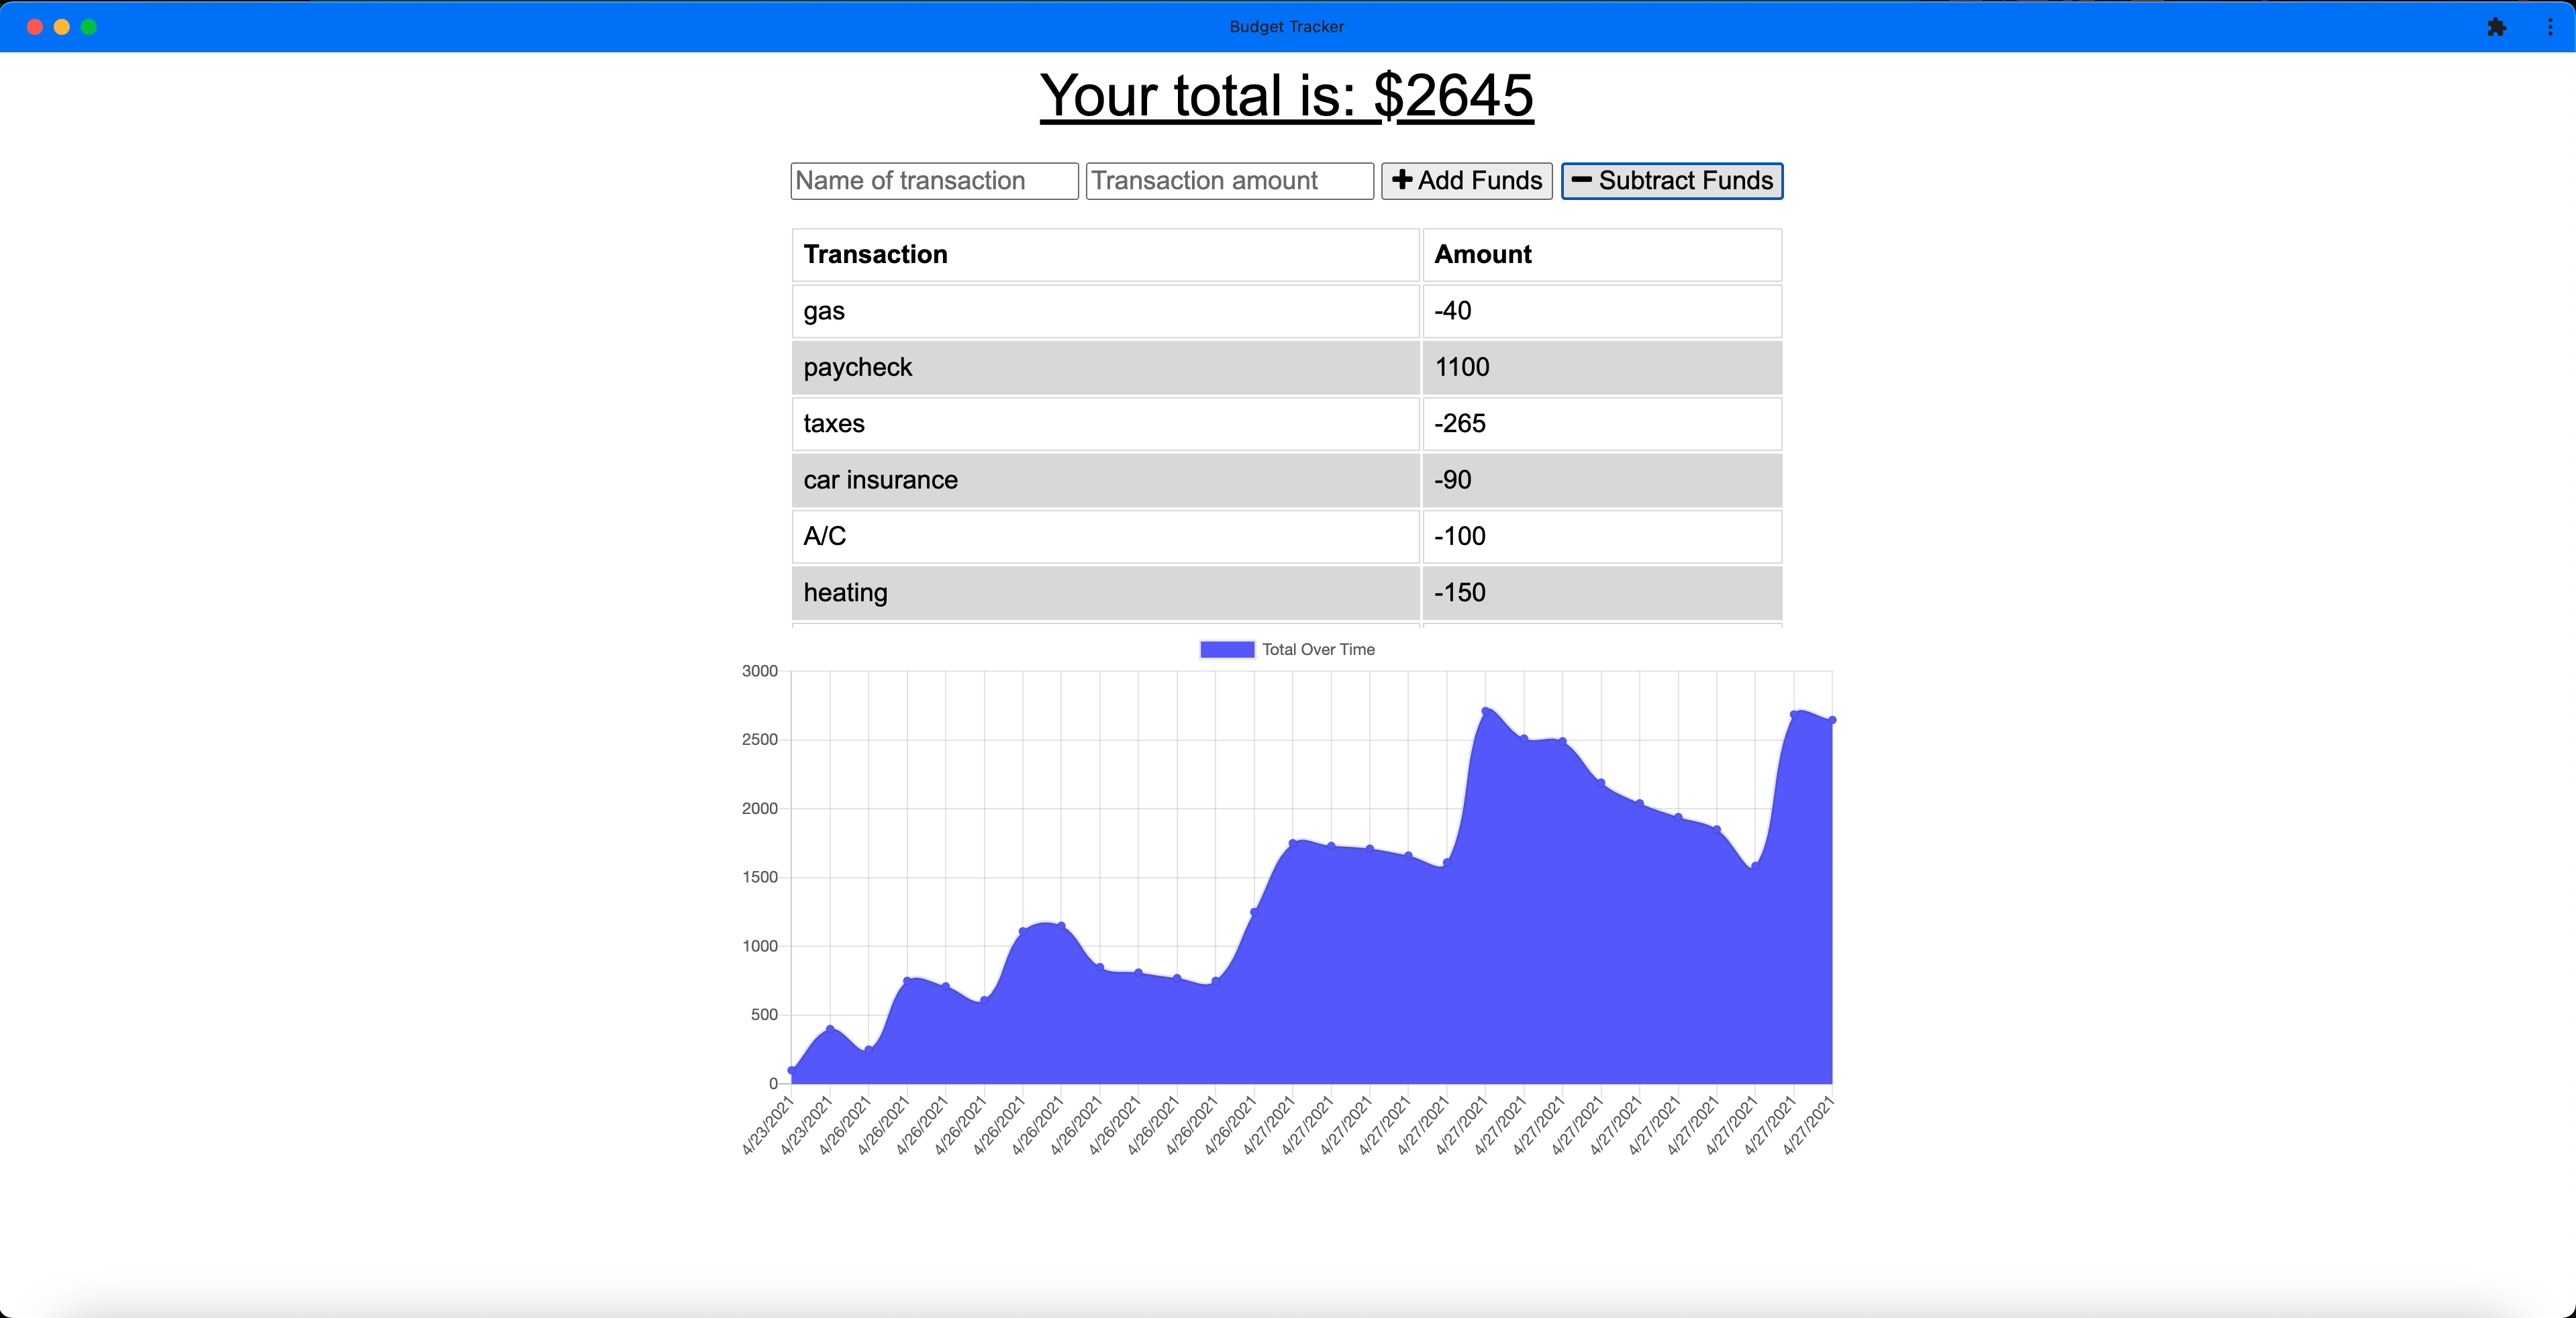 Budget Tracker
Your total is: $2645
Name of transaction Transaction amount Add Funds Subtract Funds
Transaction Amount
gas -40
paycheck 1100
taxes -265
car insurance -90
A/C -100
heating -150
Total Over Time
3000
2500
2000
1500
1000
500
0
4/23/2021 4/23/2021 4/26/2021 4/26/2021 4/26/2021 4/26/2021 4/26/2021 4/26/2021 4/26/2021 4/26/2021 4/26/2021 4/26/2021 4/26/2021 4/27/2021 4/27/2021 4/27/2021 4/27/2021 4/27/2021 4/27/2021 4/27/2021 4/27/2021 4/27/2021 4/27/2021 4/27/2021 4/27/2021 4/27/2021 4/27/2021 4/27/2021